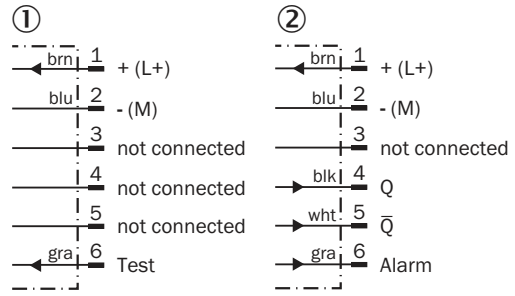 ①
brn 1 + (L+)
blu 2 - (M)
3 not connected
4 not connected
5 not connected
gra 6 Test
②
brn 1 + (L+)
blu 2 - (M)
3 not connected
blk 4 Q
wht 5 Q̅
gra 6 Alarm